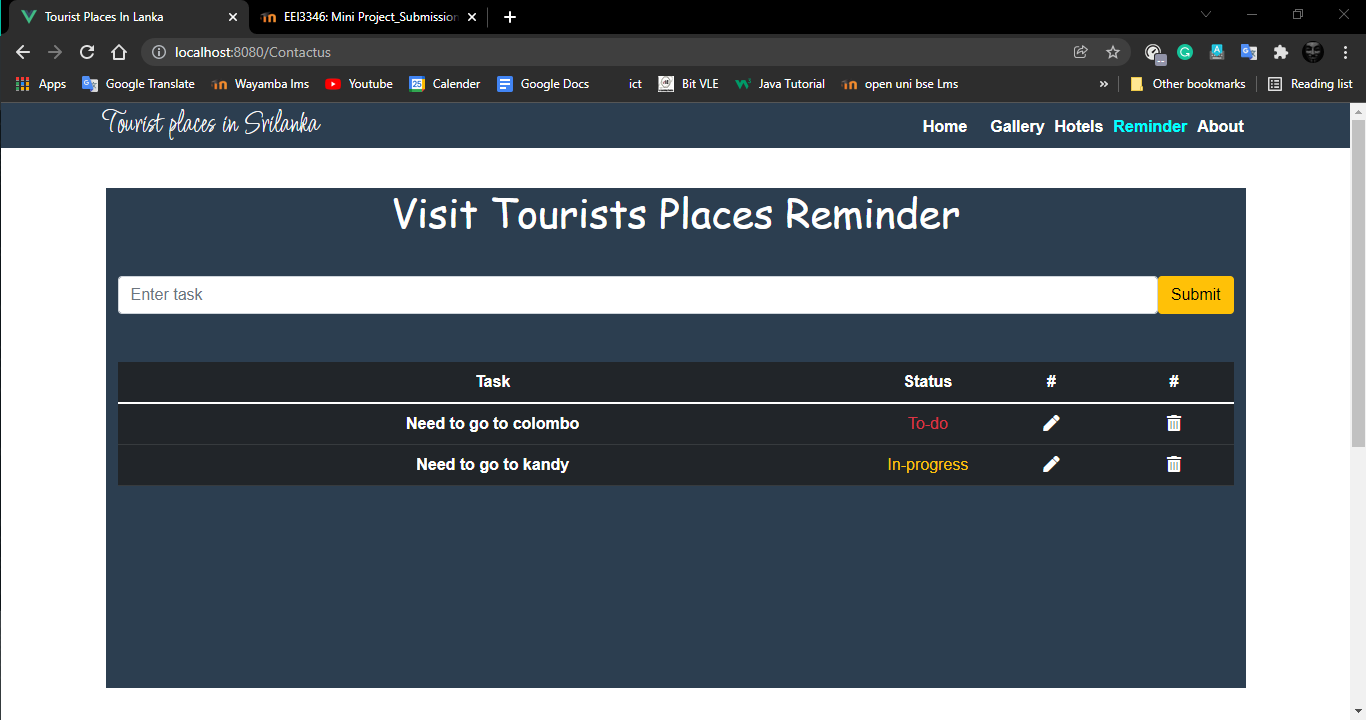 Tourist Places In Lanka
EEI3346: Mini Project_Submission
localhost:8080/Contactus
Apps Google Translate Wayamba lms Youtube 25 Calender Google Docs ict Bit VLE Java Tutorial open uni bse Lms » Other bookmarks Reading list
Tourist places in Srilanka Home Gallery Hotels Reminder About
Visit Tourists Places Reminder
Enter task Submit
Task Status # #
Need to go to colombo To-do
Need to go to kandy In-progress